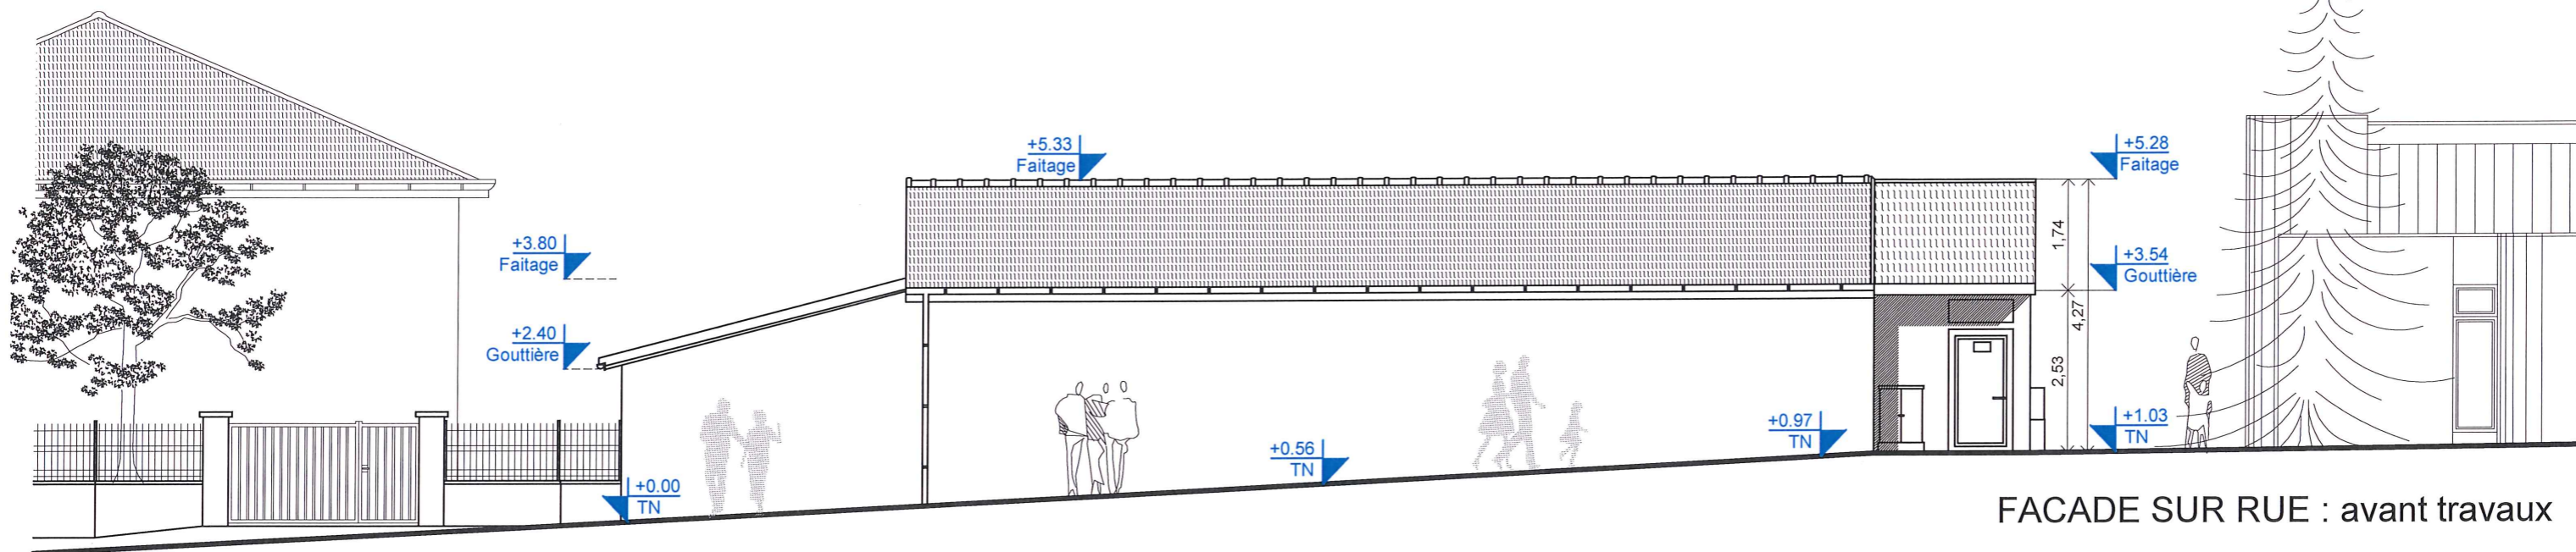 +5.33
Faitage
+5.28
Faitage
+3.80
Faitage
1,74
+3.54
Gouttière
4,27
+2.40
Gouttière
2,53
+0.97
TN
+1.03
TN
+0.56
TN
+0.00
TN
FACADE SUR RUE : avant travaux